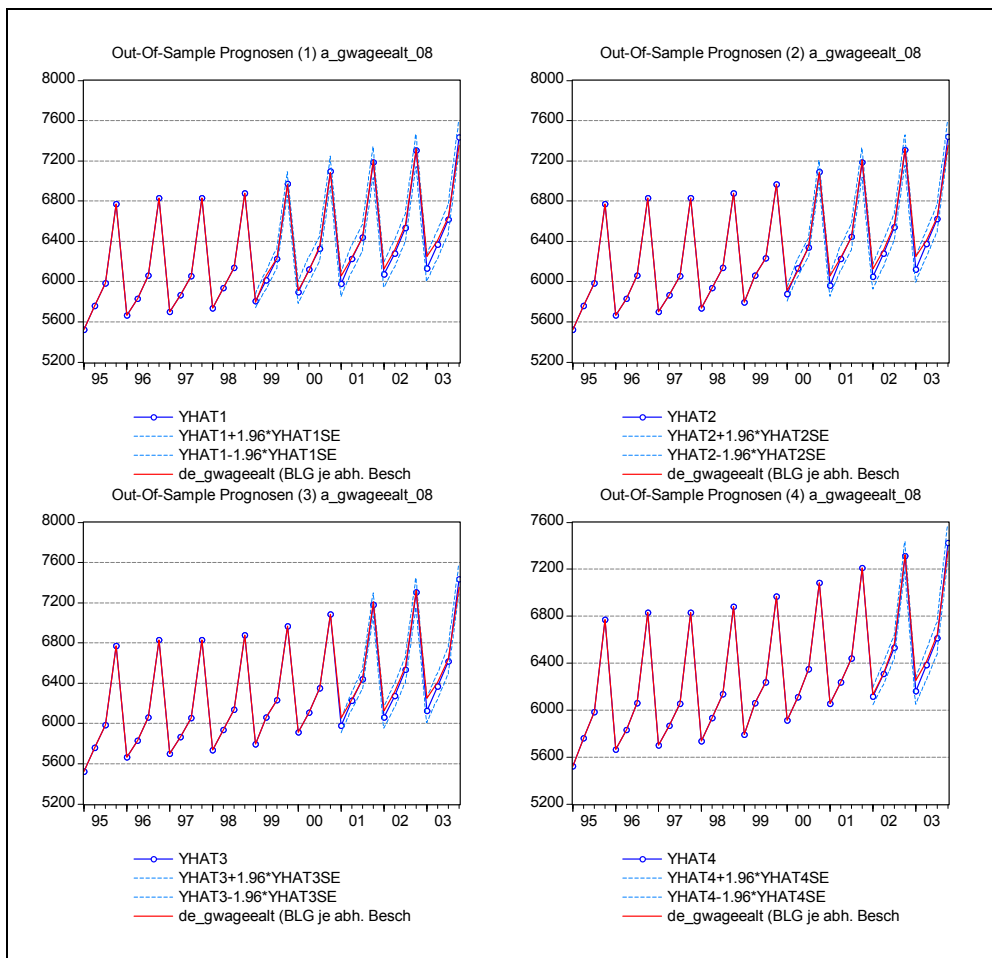 Out-Of-Sample Prognosen (1) a_gwageealt_08
8000
7600
7200
6800
6400
6000
5600
5200
95 96 97 98 99 00 01 02 03
YHAT1
YHAT1+1.96*YHAT1SE
YHAT1-1.96*YHAT1SE
de_gwageealt (BLG je abh. Besch
Out-Of-Sample Prognosen (2) a_gwageealt_08
8000
7600
7200
6800
6400
6000
5600
5200
95 96 97 98 99 00 01 02 03
YHAT2
YHAT2+1.96*YHAT2SE
YHAT2-1.96*YHAT2SE
de_gwageealt (BLG je abh. Besch
Out-Of-Sample Prognosen (3) a_gwageealt_08
8000
7600
7200
6800
6400
6000
5600
5200
95 96 97 98 99 00 01 02 03
YHAT3
YHAT3+1.96*YHAT3SE
YHAT3-1.96*YHAT3SE
de_gwageealt (BLG je abh. Besch
Out-Of-Sample Prognosen (4) a_gwageealt_08
7600
7200
6800
6400
6000
5600
5200
95 96 97 98 99 00 01 02 03
YHAT4
YHAT4+1.96*YHAT4SE
YHAT4-1.96*YHAT4SE
de_gwageealt (BLG je abh. Besch